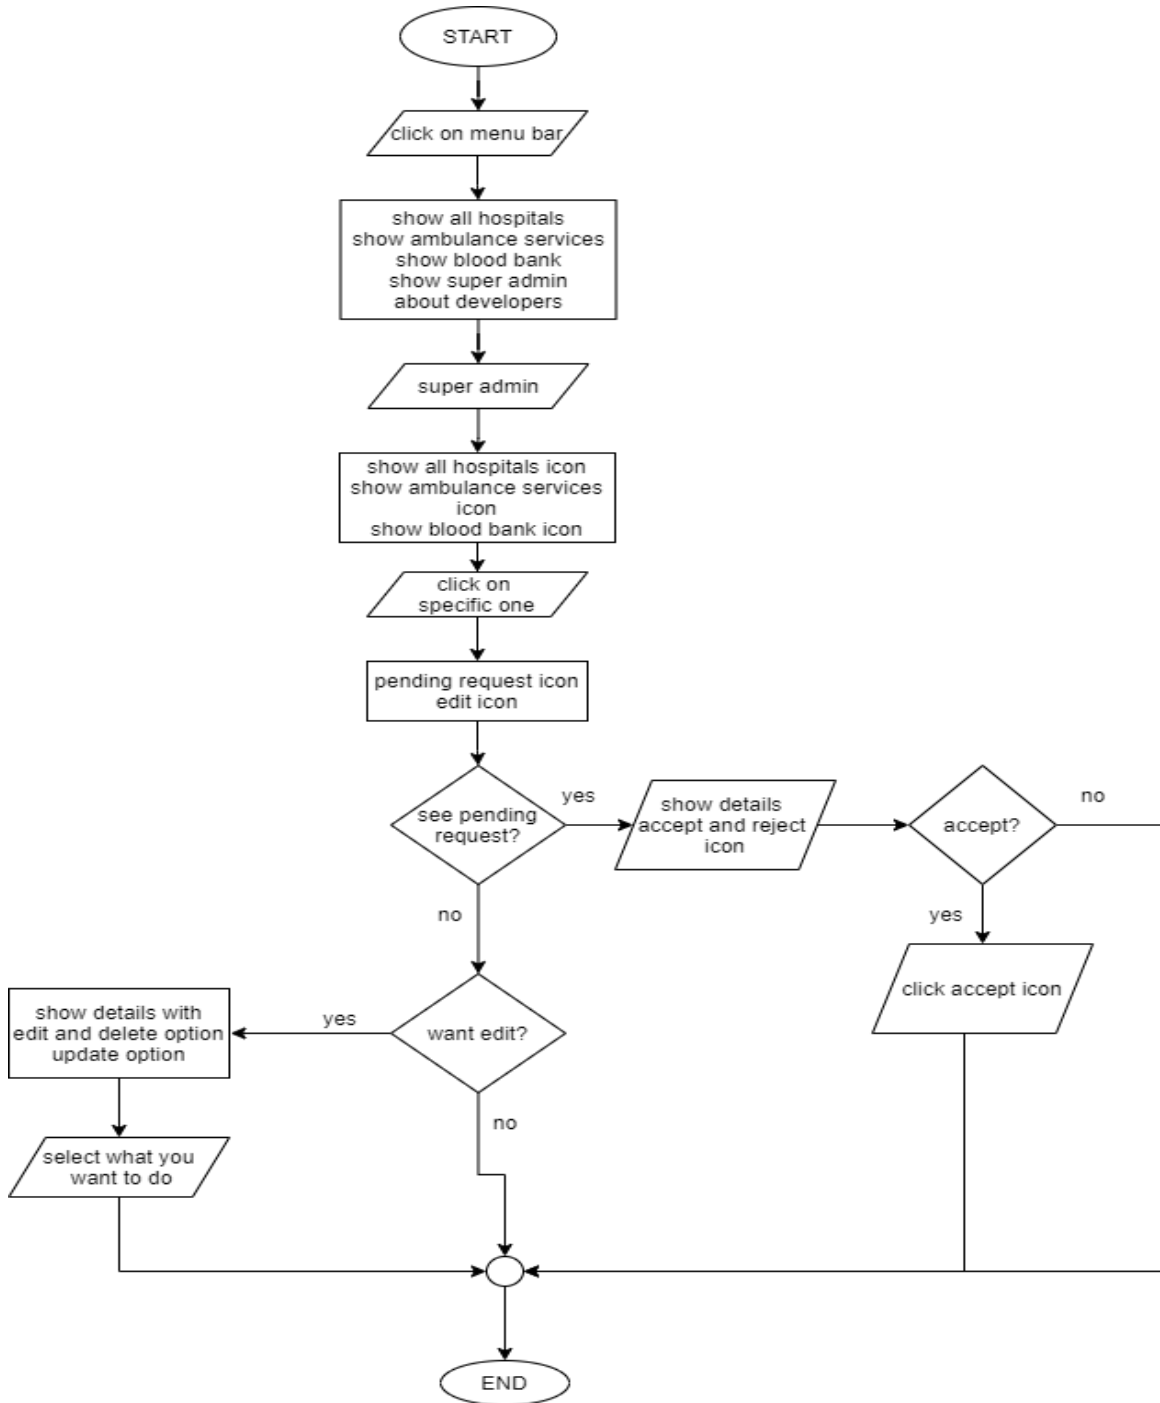 START
click on menu bar
show all hospitals
show ambulance services
show blood bank
show super admin
about developers
super admin
show all hospitals icon
show ambulance services
icon
show blood bank icon
click on
specific one
pending request icon
edit icon
see pending
request?
yes
show details
accept and reject
icon
accept?
no
no
yes
click accept icon
want edit?
yes
show details with
edit and delete option
update option
no
select what you
want to do
END